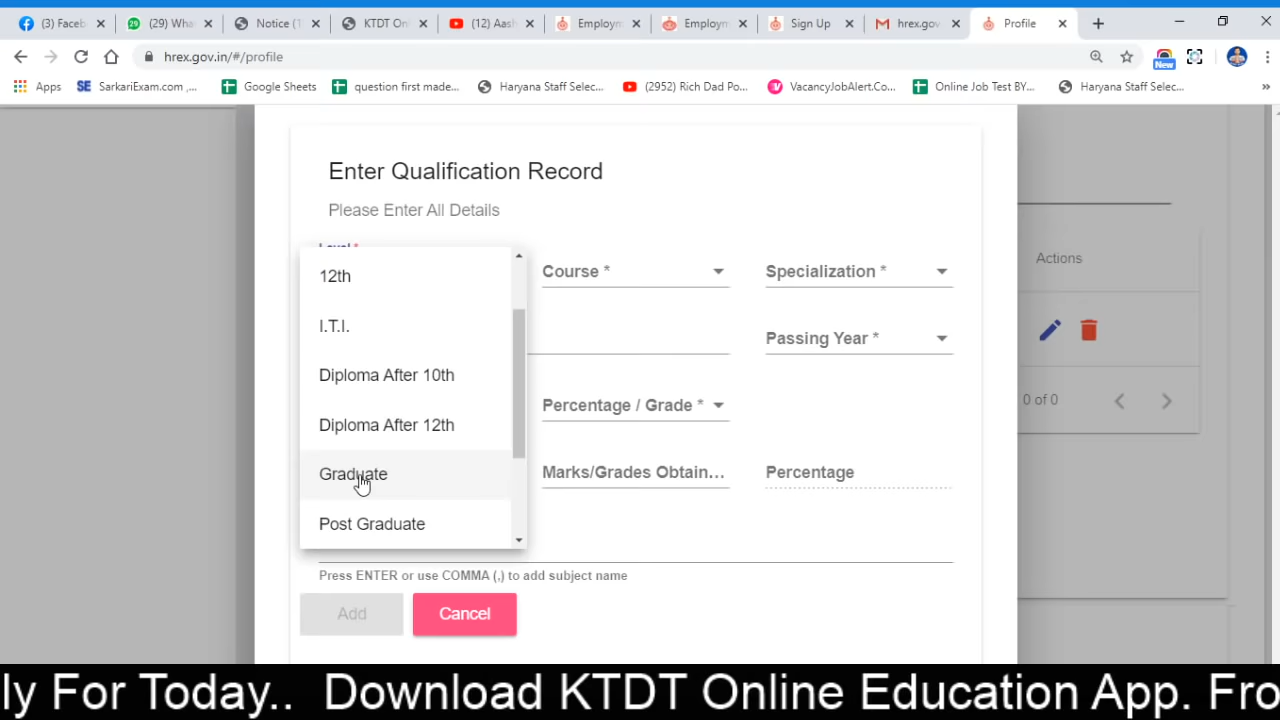 (3) Faceb
(29) Wha
Notice (1
KTDT On
(12) Aas
Employm
Employm
Sign Up
hrex.gov
Profile
hrex.gov.in/#/profile
New
Apps
SarkariExam.com ,...
Google Sheets
question first made...
Haryana Staff Selec...
(2952) Rich Dad Po...
VacancyJobAlert.Co...
Online Job Test BY...
Haryana Staff Selec...
»
Enter Qualification Record
Please Enter All Details
Level *
Actions
12th
Course *
Specialization *
I.T.I.
Passing Year *
Diploma After 10th
Percentage / Grade *
0 of 0
Diploma After 12th
Graduate
Marks/Grades Obtain...
Percentage
Post Graduate
Press ENTER or use COMMA (,) to add subject name
Add
Cancel
ly For Today.. Download KTDT Online Education App. Fro